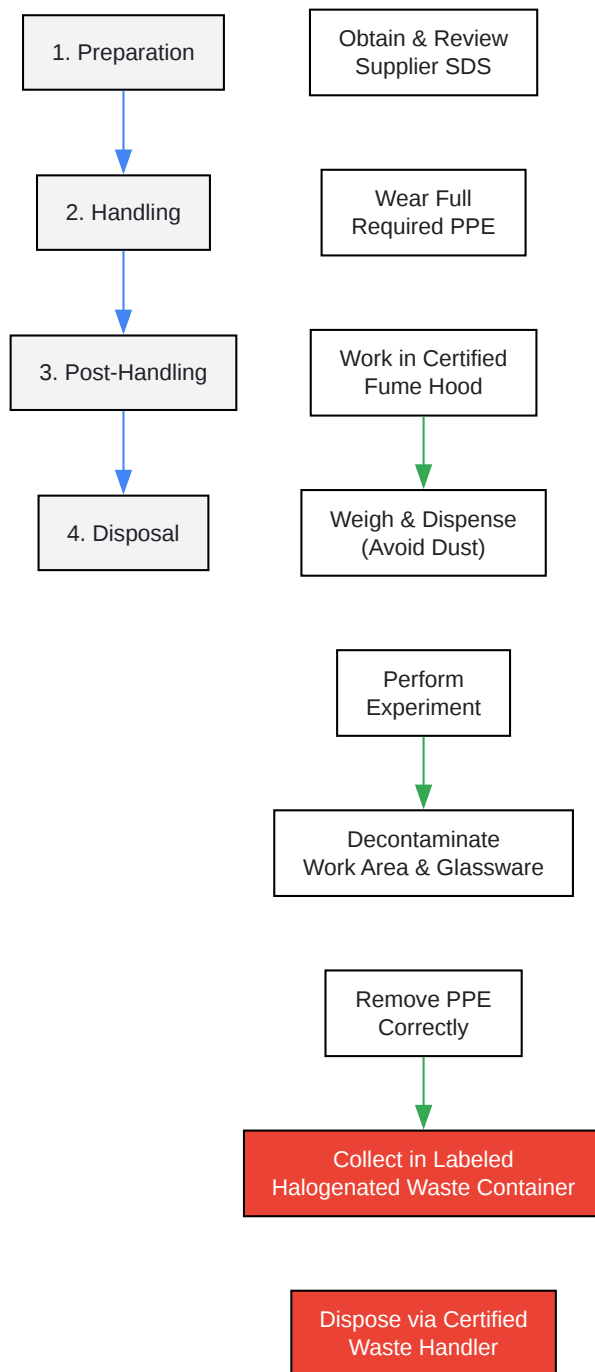 1. Preparation
2. Handling
3. Post-Handling
4. Disposal
Obtain & Review
Supplier SDS
Wear Full
Required PPE
Work in Certified
Fume Hood
Weigh & Dispense
(Avoid Dust)
Perform
Experiment
Decontaminate
Work Area & Glassware
Remove PPE
Correctly
Collect in Labeled
Halogenated Waste Container
Dispose via Certified
Waste Handler